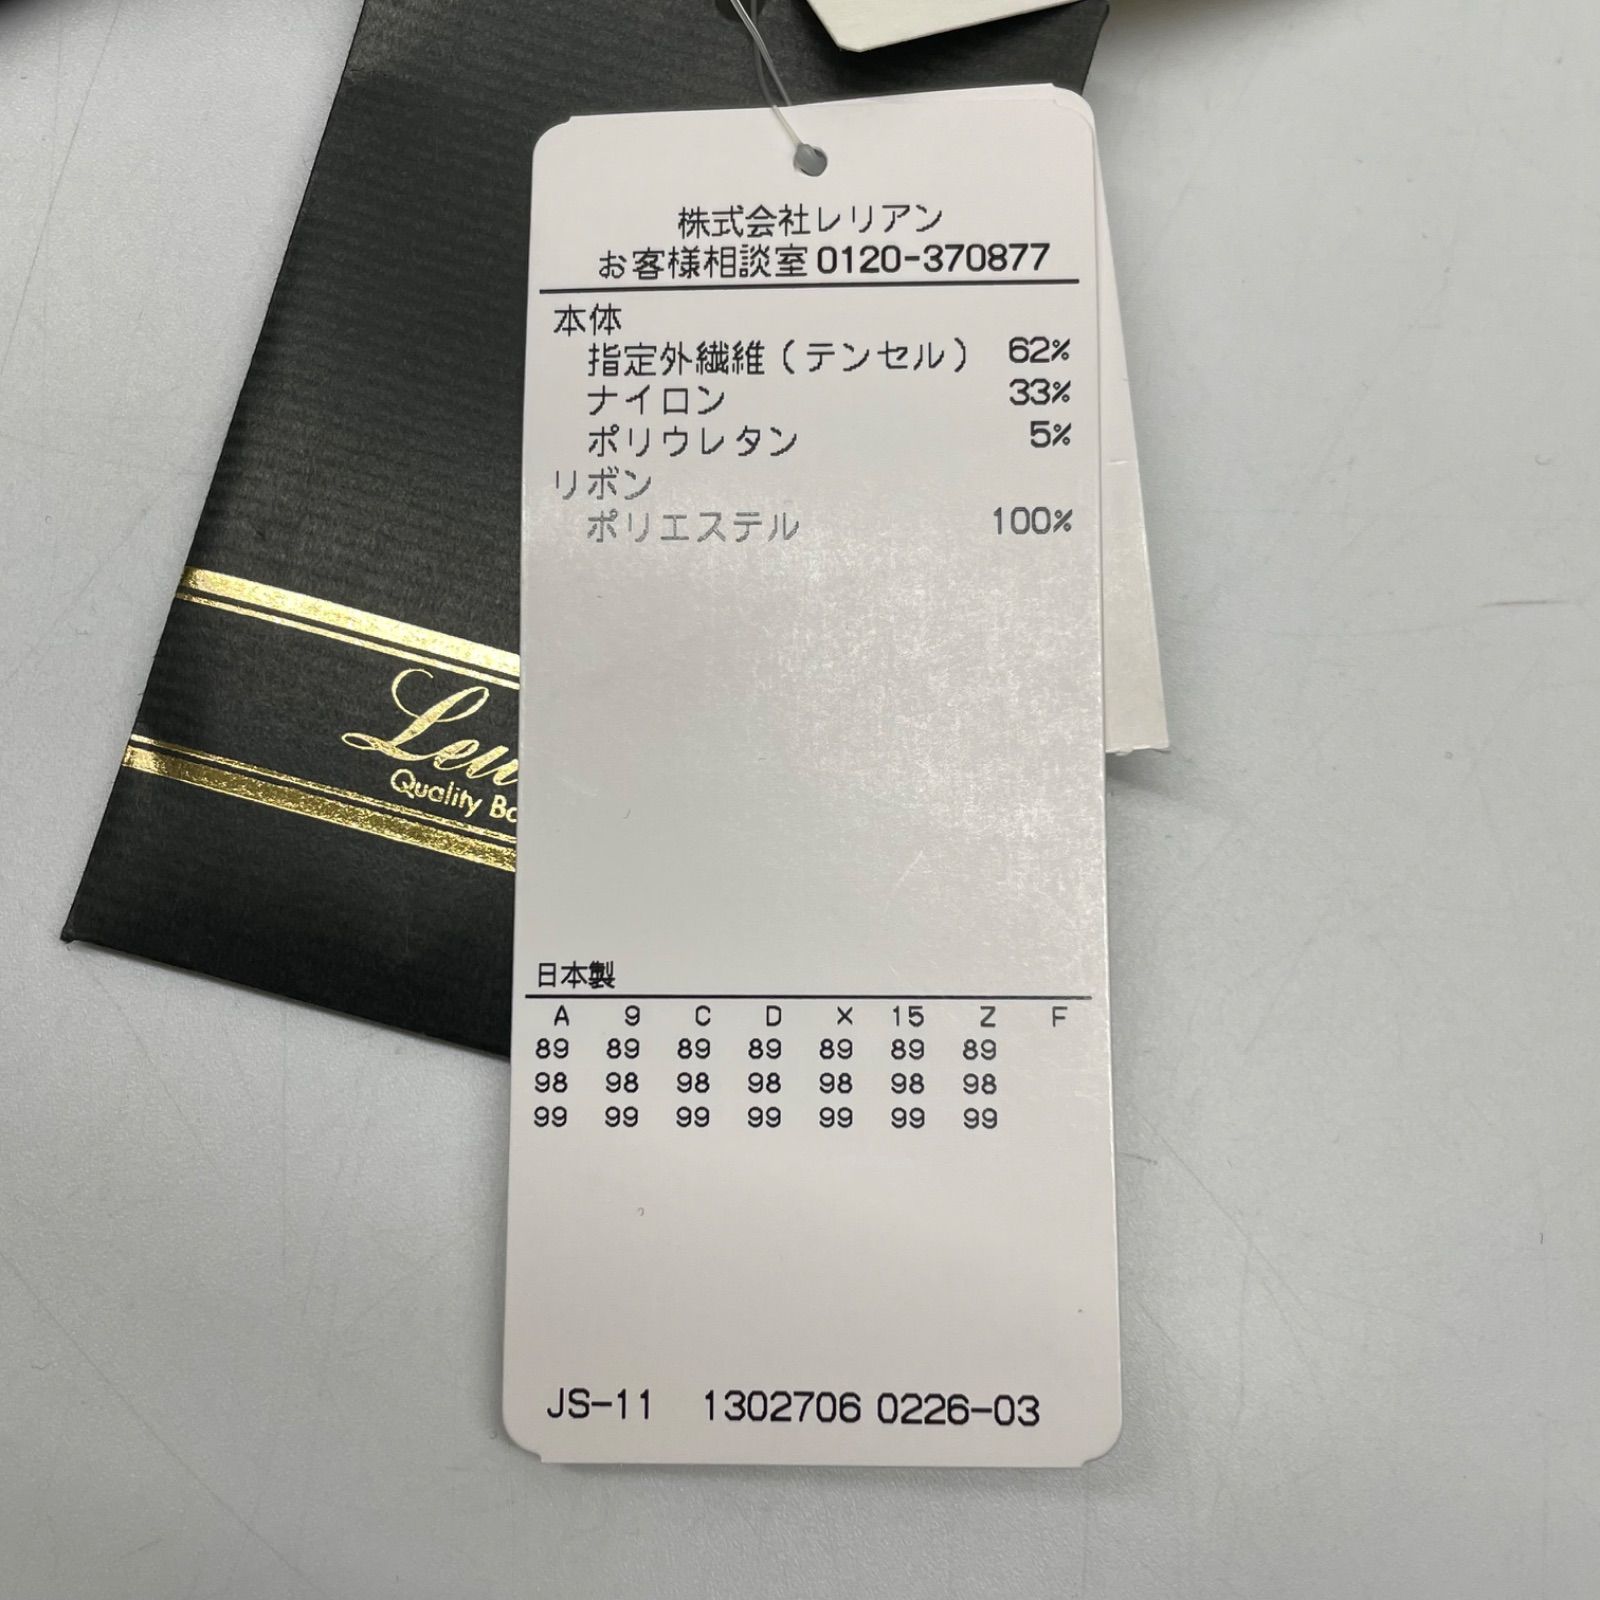 株式会社レリアン
お客様相談室 0120-370877
本体
指定外繊維(テンセル) 62%
ナイロン 33%
ポリウレタン 5%
リボン
ポリエステル 100%
日本製
A 9 C D X 15 Z F
89 89 89 89 89 89 89
98 98 98 98 98 98 98
99 99 99 99 99 99 99
JS-11 1302706 0226-03
Quality